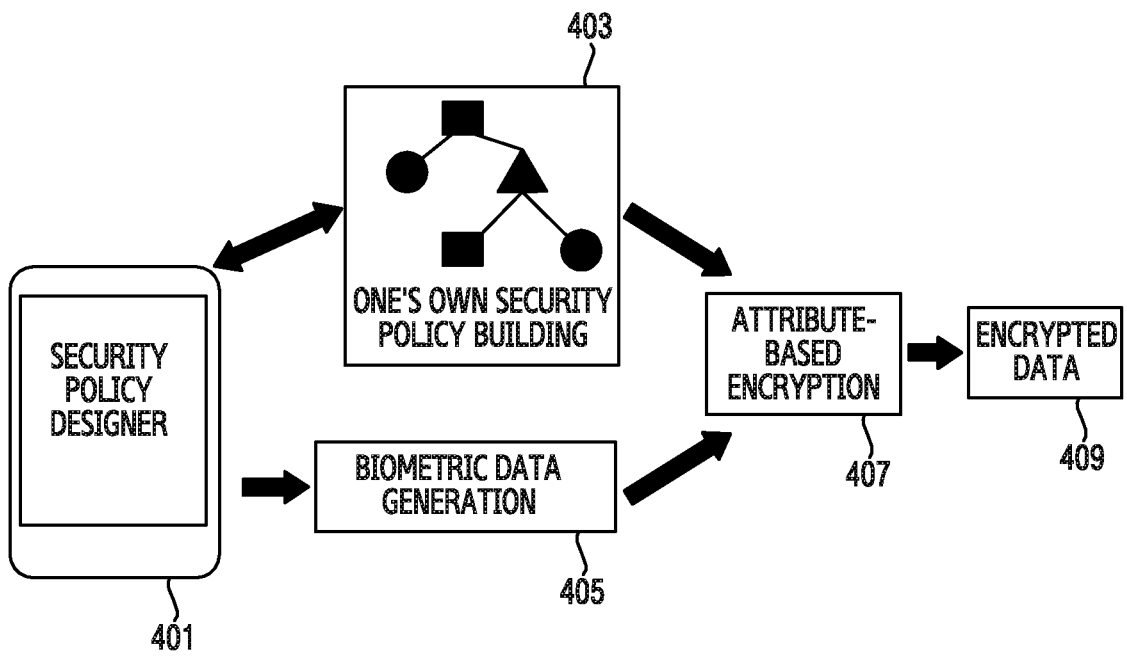 403
ONE'S OWN SECURITY
POLICY BUILDING
SECURITY
POLICY
DESIGNER
401
BIOMETRIC DATA
GENERATION
405
ATTRIBUTE-
BASED
ENCRYPTION
407
ENCRYPTED
DATA
409